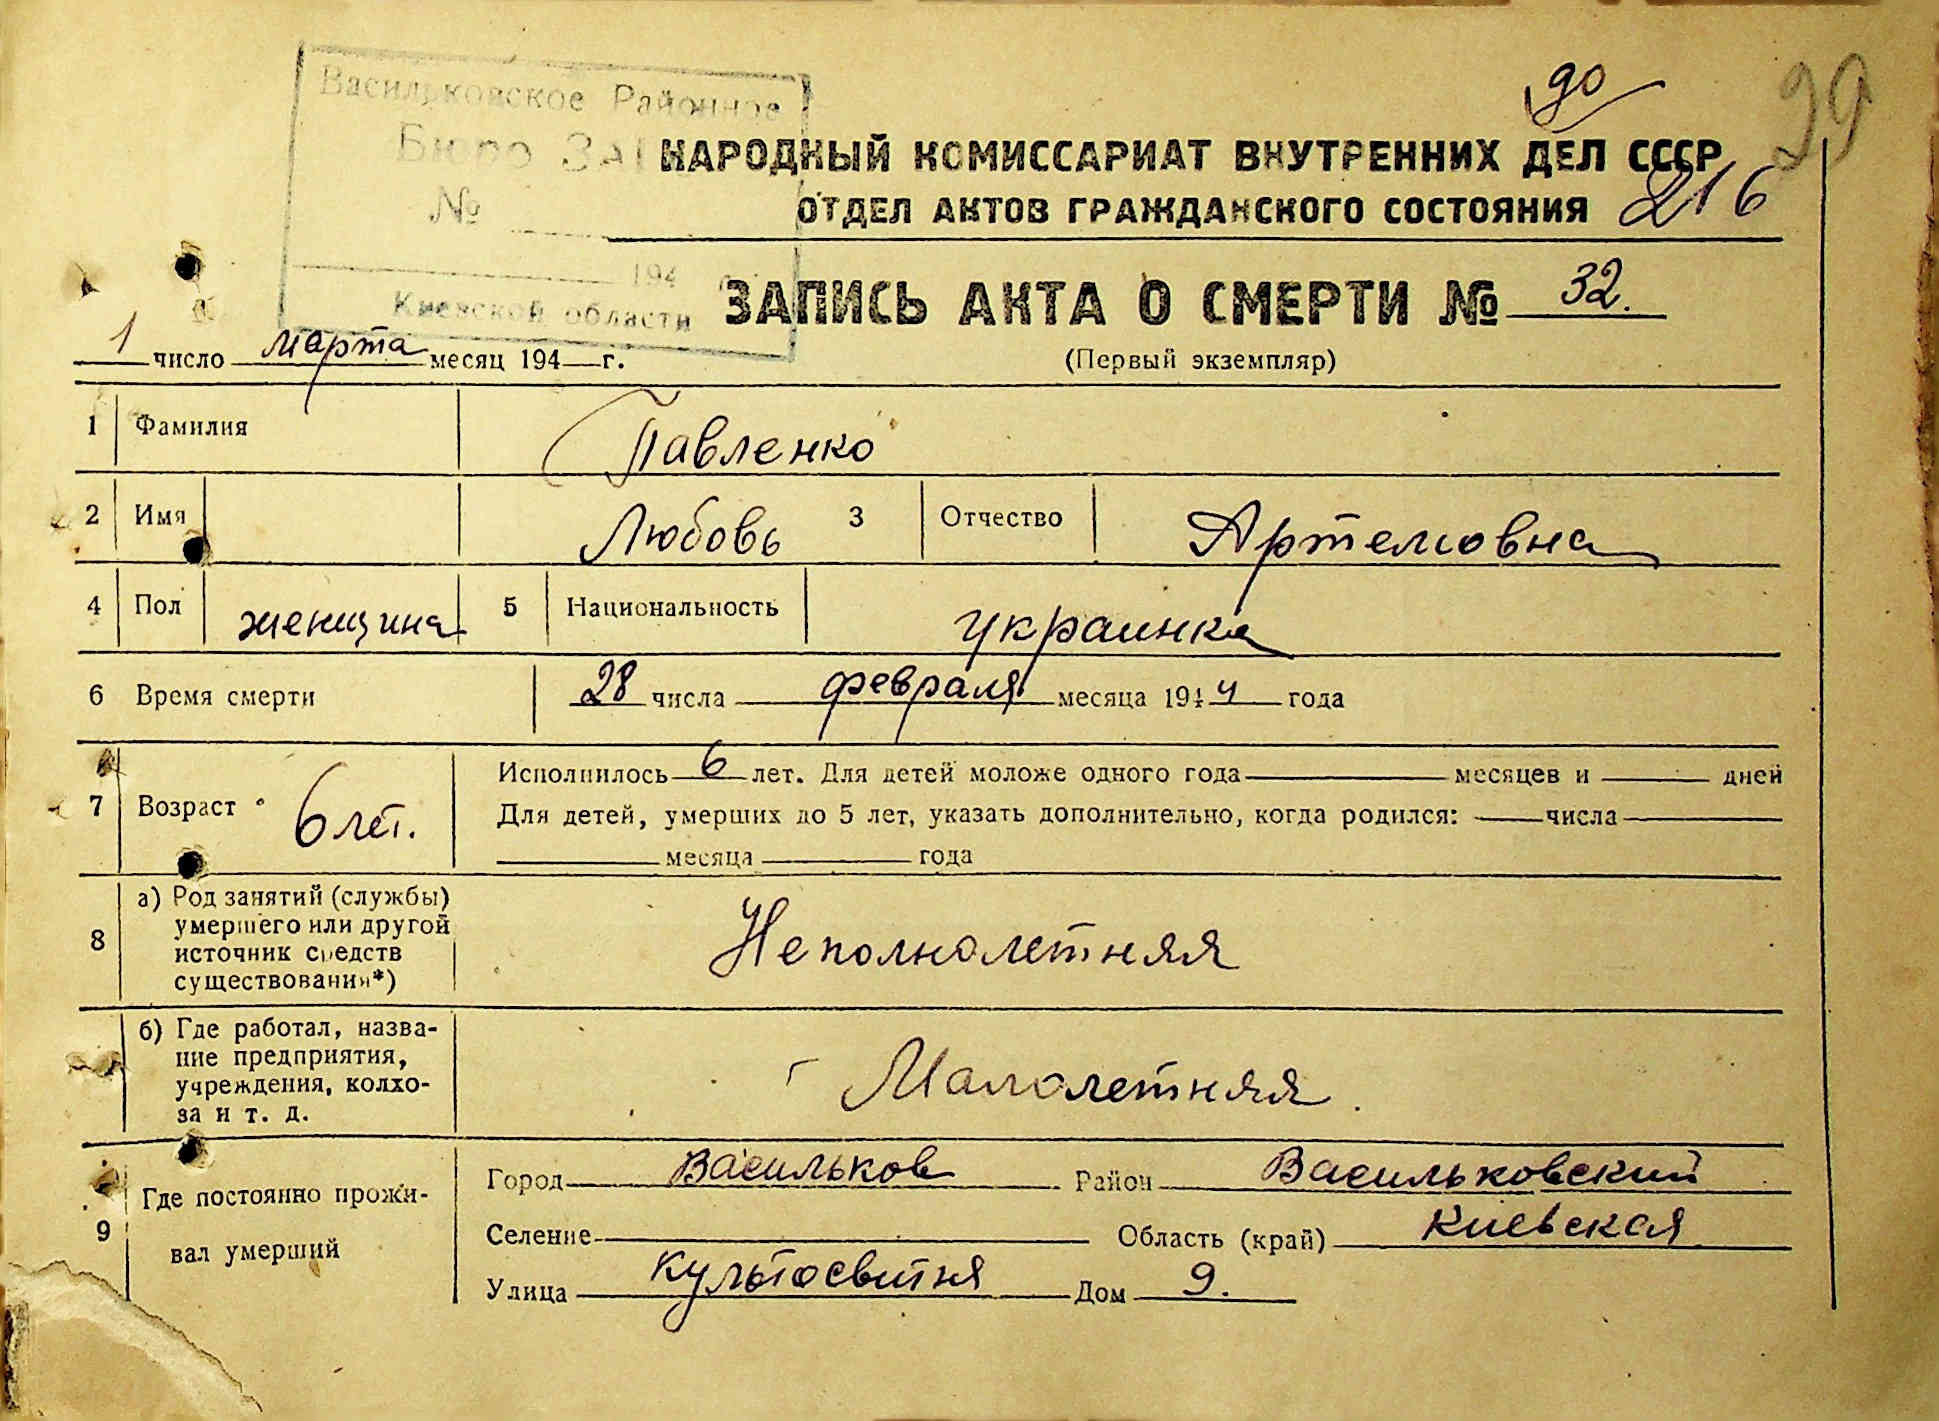 Васильковское Районное
Бюро ЗАГ
№
194
Киевской области
90
99
НАРОДНЫЙ КОМИССАРИАТ ВНУТРЕННИХ ДЕЛ СССР
ОТДЕЛ АКТОВ ГРАЖДАНСКОГО СОСТОЯНИЯ 216
ЗАПИСЬ АКТА О СМЕРТИ № 32.
1 число марта месяц 194 г.
(Первый экземпляр)
1 Фамилия Павленко
2 Имя Любовь 3 Отчество Артемовна
4 Пол женщина 5 Национальность украинка
6 Время смерти 28 числа февраля месяца 1944 года
7 Возраст 6 лет. Исполнилось 6 лет. Для детей моложе одного года месяцев и дней
Для детей, умерших до 5 лет, указать дополнительно, когда родился: числа
месяца года
8 а) Род занятий (службы)
умершего или другой
источник средств
существования*)
Неполнолетняя
б) Где работал, назва-
ние предприятия,
учреждения, колхо-
за и т. д.
Малолетняя
9 Где постоянно прожи-
вал умерший
Город Васильков Район Васильковский
Селение Область (край) Киевская
Улица Культосвитня Дом 9.